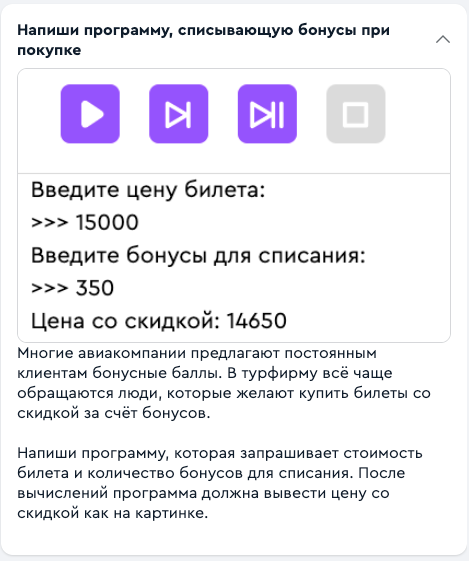 Напиши программу, списывающую бонусы при
покупке
Введите цену билета:
>>> 15000
Введите бонусы для списания:
>>> 350
Цена со скидкой: 14650
Многие авиакомпании предлагают постоянным
клиентам бонусные баллы. В турфирму всё чаще
обращаются люди, которые желают купить билеты со
скидкой за счёт бонусов.
Напиши программу, которая запрашивает стоимость
билета и количество бонусов для списания. После
вычислений программа должна вывести цену со
скидкой как на картинке.